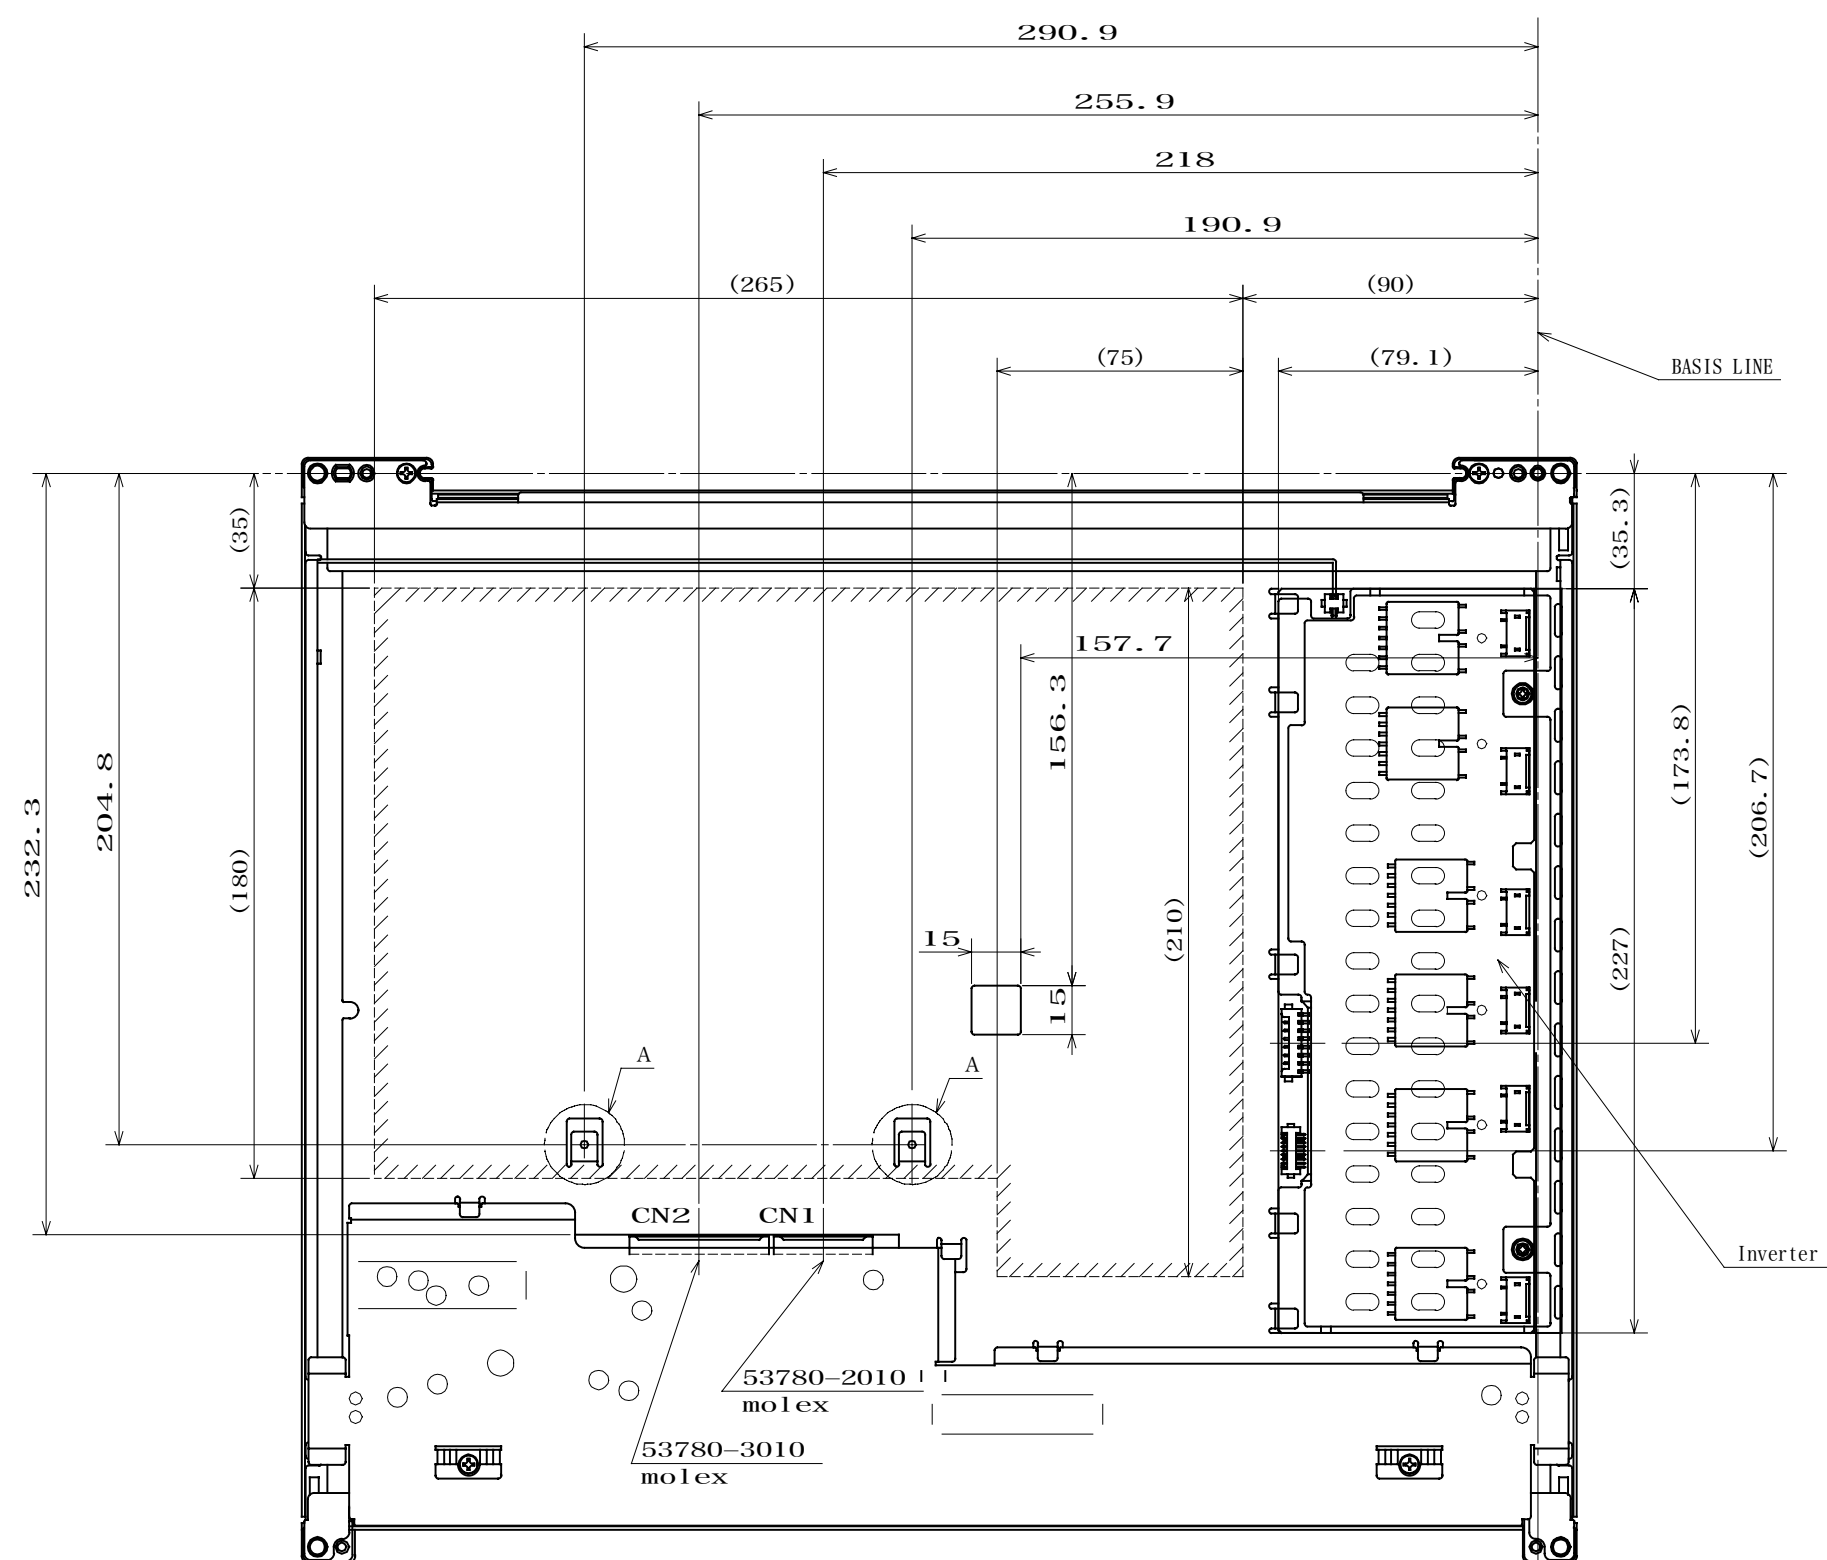 290.9
255.9
218
190.9
(265)
(90)
(75)
(79.1)
BASIS LINE
(35)
(35.3)
157.7
156.3
(173.8)
(206.7)
204.8
232.3
(180)
(210)
15
15
(227)
A
A
CN2
CN1
Inverter
53780-2010
molex
53780-3010
molex